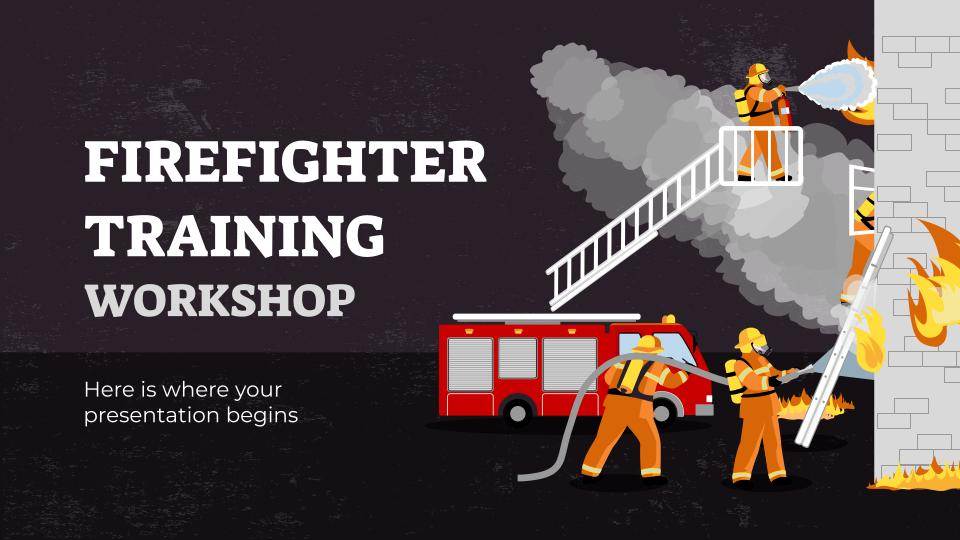 FIREFIGHTER
TRAINING
WORKSHOP
Here is where your
presentation begins